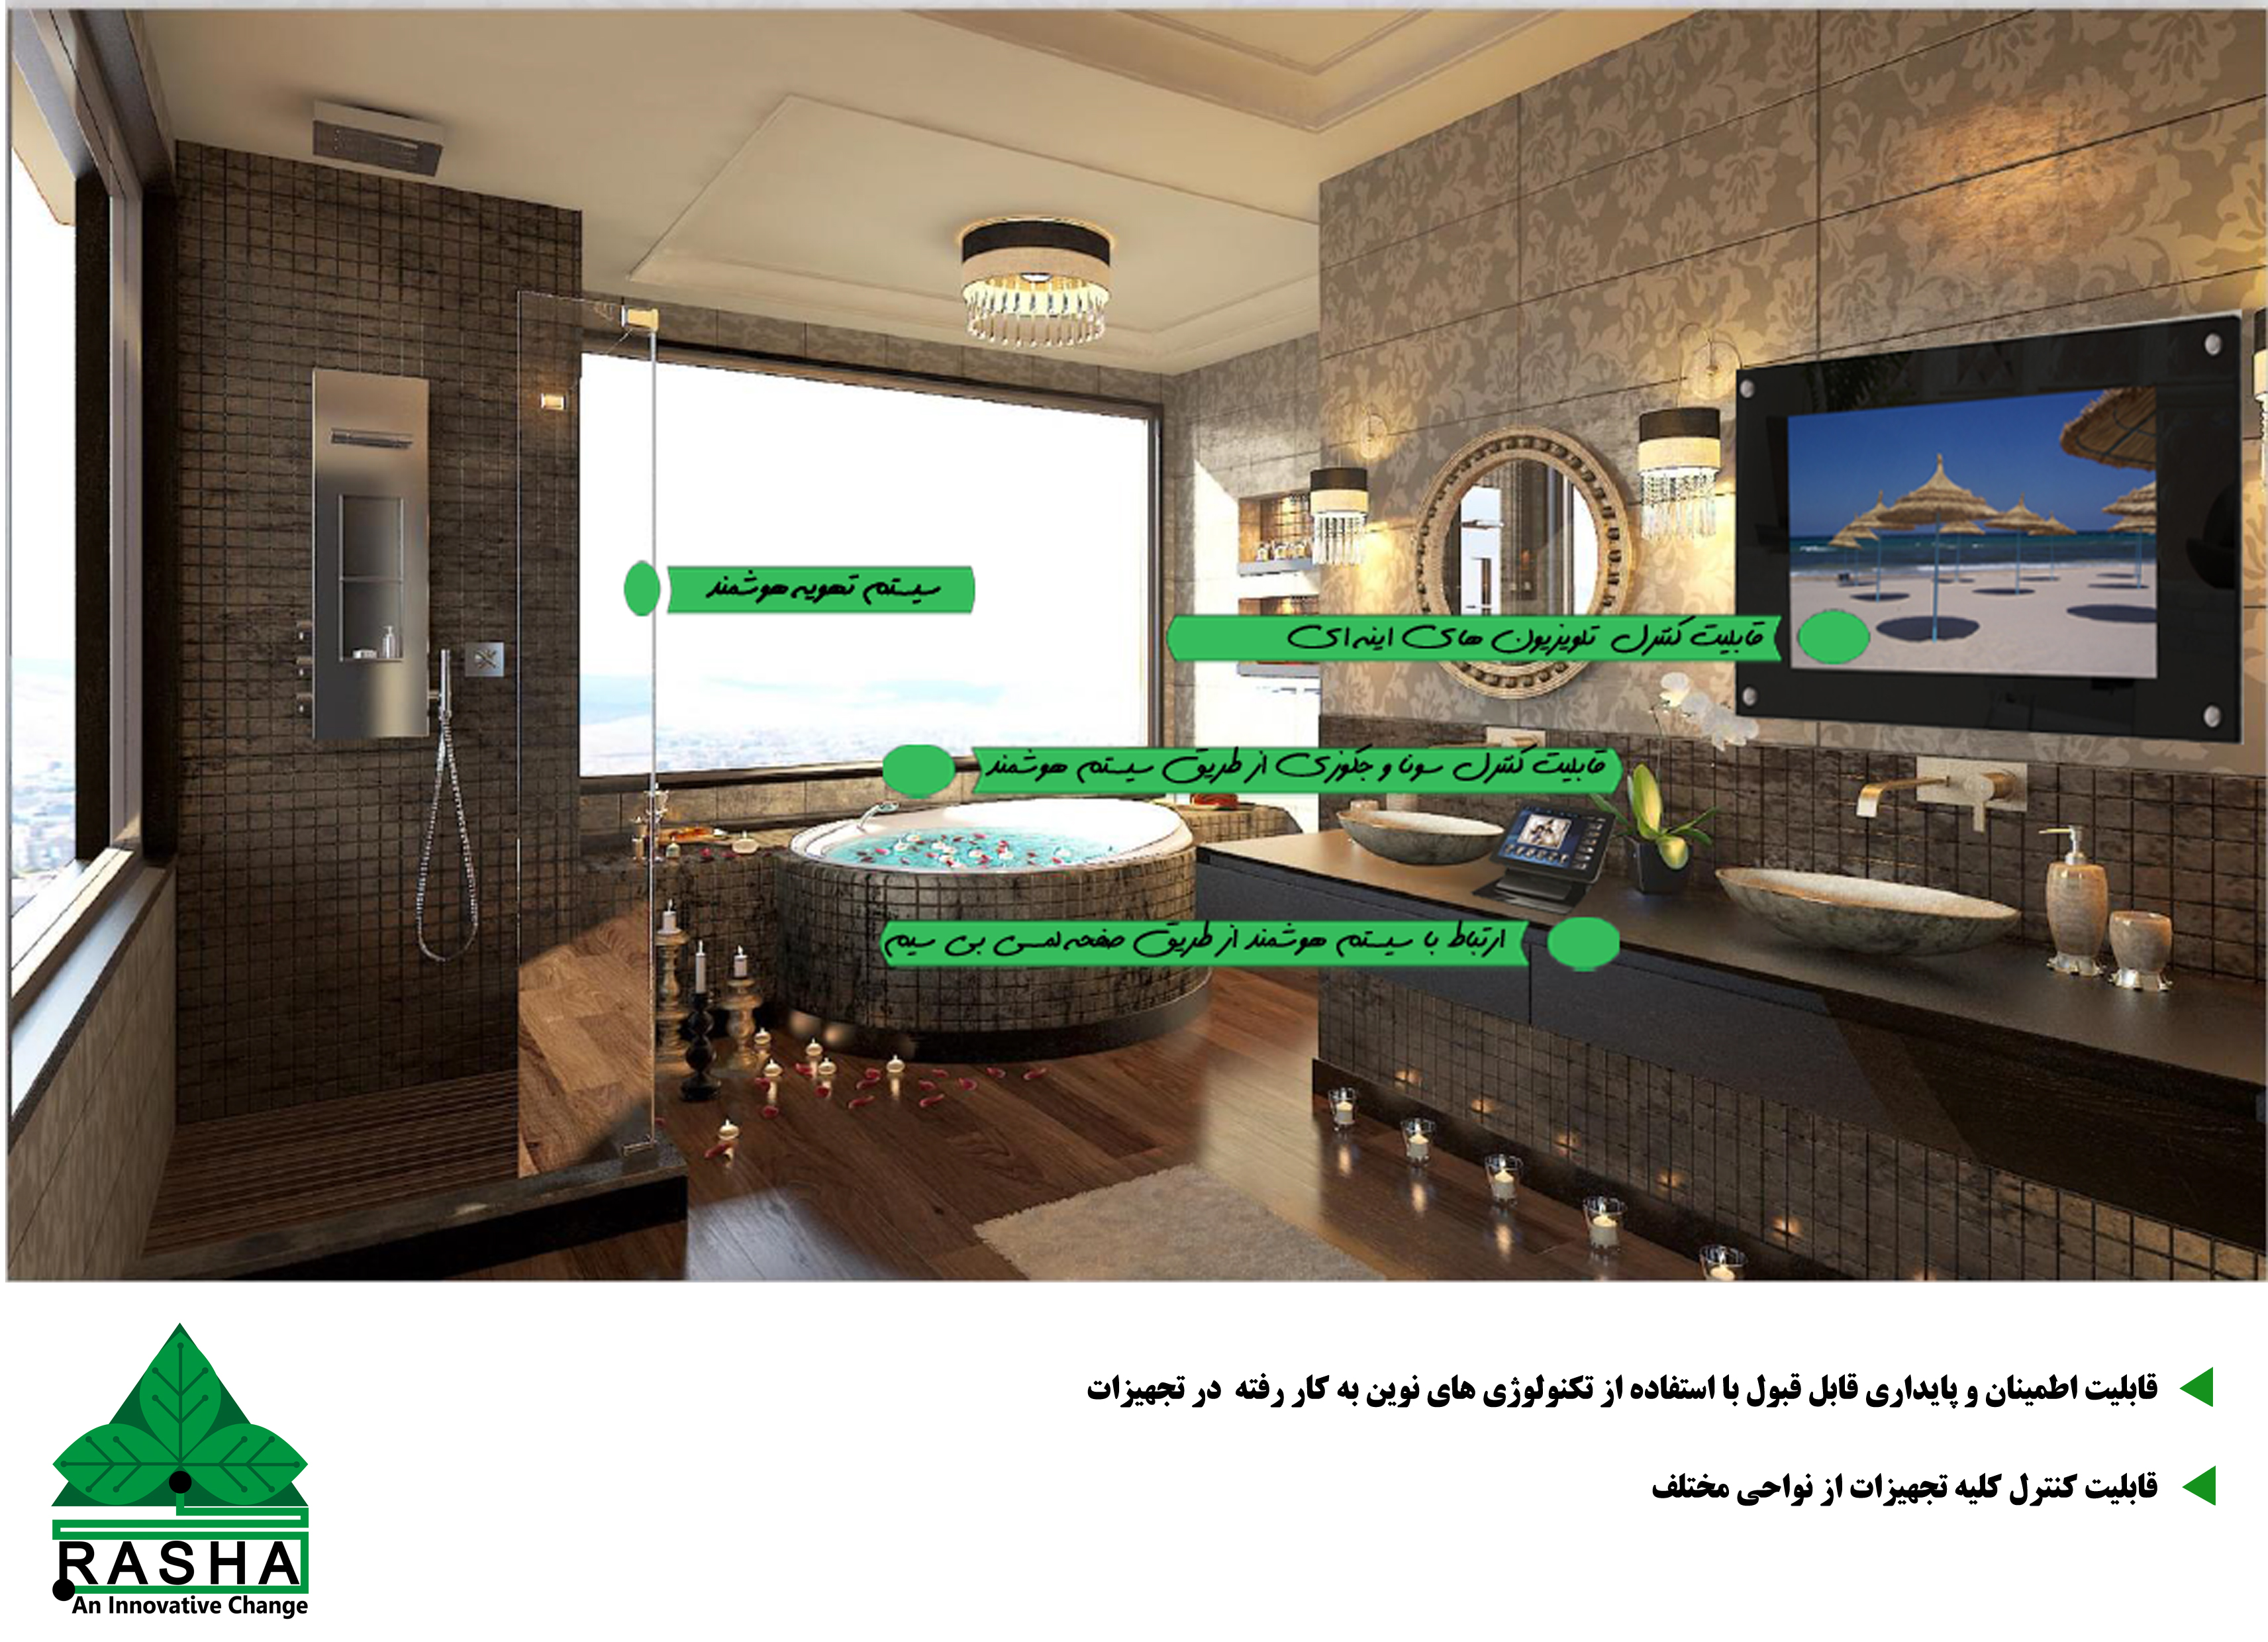 سیستم تهویه هوشمند
قابلیت کنترل تلویزیون های اینه ای
قابلیت کنترل سونا و جکوزی از طریق سیستم هوشمند
ارتباط با سیستم هوشمند از طریق صفحه لمسی بی سیم
قابلیت اطمینان و پایداری قابل قبول با استفاده از تکنولوژی های نوین به کار رفته در تجهیزات
قابلیت کنترل کلیه تجهیزات از نواحی مختلف
RASHA
An Innovative Change